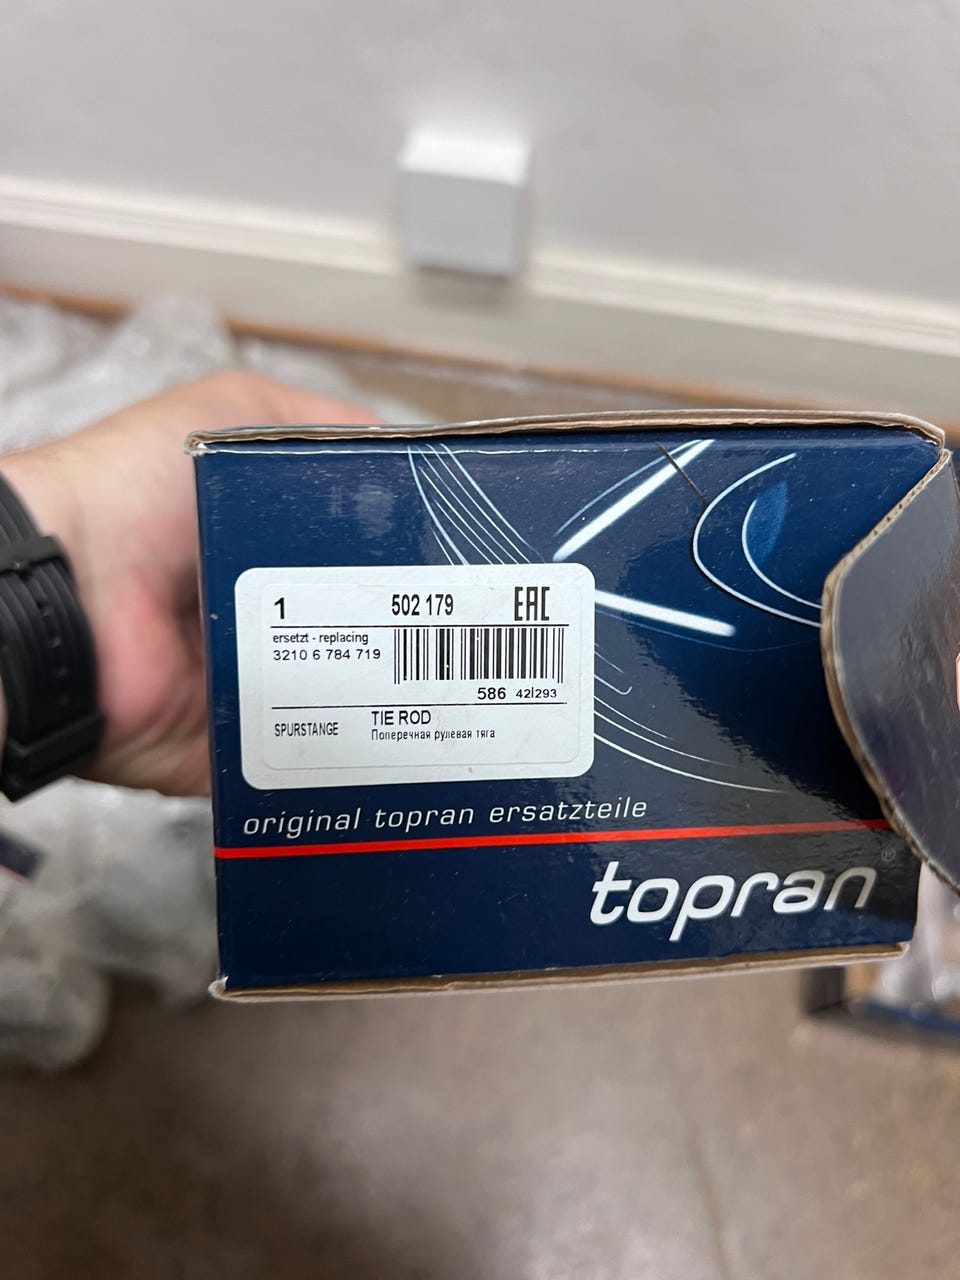 1 502 179 EAC
ersetzt - replacing
3210 6 784 719
586 42|293
SPURSTANGE TIE ROD
Поперечная рулевая тяга
original topran ersatzteile
topran®